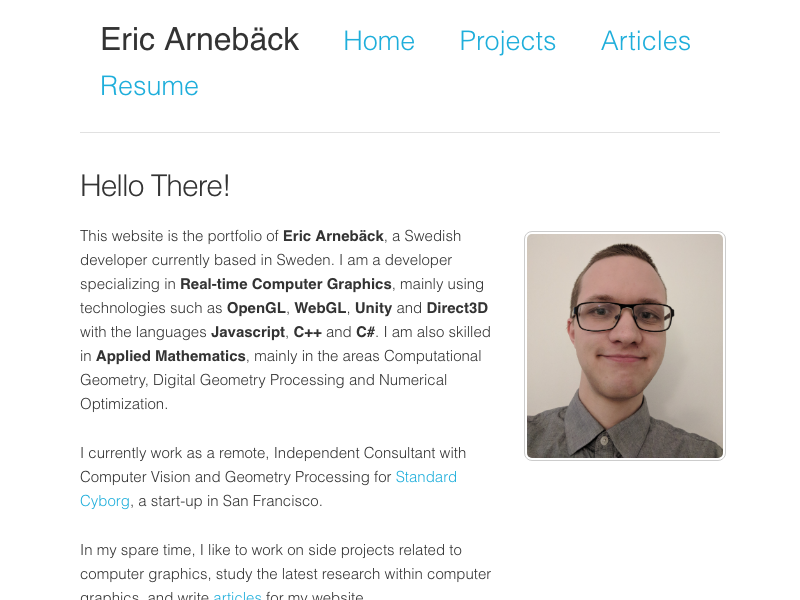 Eric Arnebäck Home Projects Articles
Resume
Hello There!
This website is the portfolio of Eric Arnebäck, a Swedish
developer currently based in Sweden. I am a developer
specializing in Real-time Computer Graphics, mainly using
technologies such as OpenGL, WebGL, Unity and Direct3D
with the languages Javascript, C++ and C#. I am also skilled
in Applied Mathematics, mainly in the areas Computational
Geometry, Digital Geometry Processing and Numerical
Optimization.
I currently work as a remote, Independent Consultant with
Computer Vision and Geometry Processing for Standard
Cyborg, a start-up in San Francisco.
In my spare time, I like to work on side projects related to
computer graphics, study the latest research within computer
graphics, and write articles for my website.